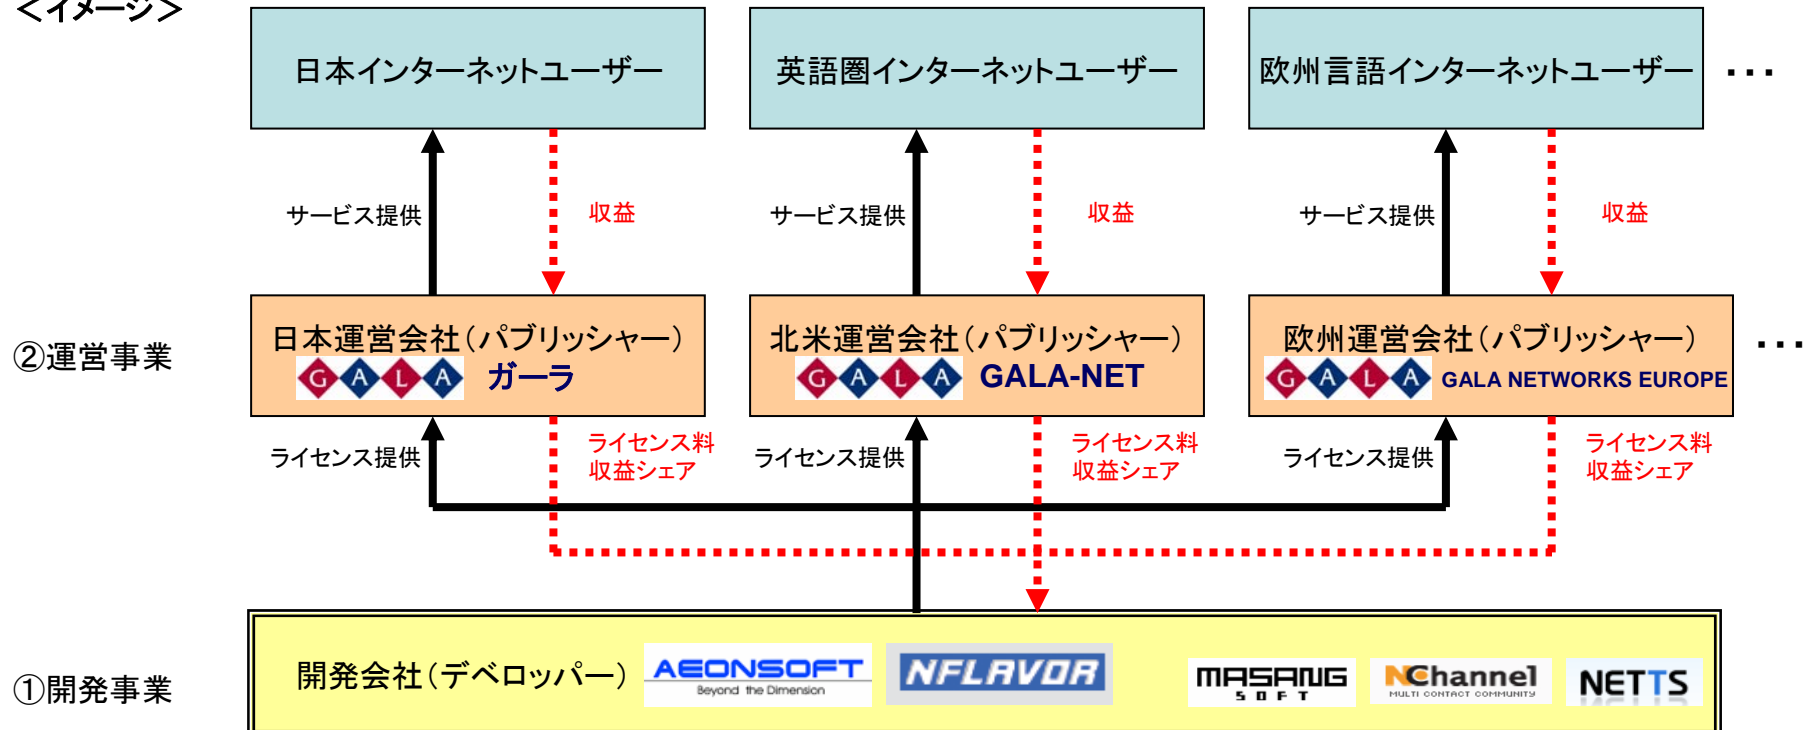 ＜イメージ＞
日本インターネットユーザー
英語圏インターネットユーザー
欧州言語インターネットユーザー
･･･
サービス提供
収益
サービス提供
収益
サービス提供
収益
②運営事業
日本運営会社（パブリッシャー）
GALA ガーラ
北米運営会社（パブリッシャー）
GALA GALA-NET
欧州運営会社（パブリッシャー）
GALA GALA NETWORKS EUROPE
･･･
ライセンス提供
ライセンス料
収益シェア
ライセンス提供
ライセンス料
収益シェア
ライセンス提供
ライセンス料
収益シェア
①開発事業
開発会社（デベロッパー）
AEONSOFT
Beyond the Dimension
NFLAVOR
MASANG
SOFT
NChannel
MULTI CONTACT COMMUNITY
NETTS